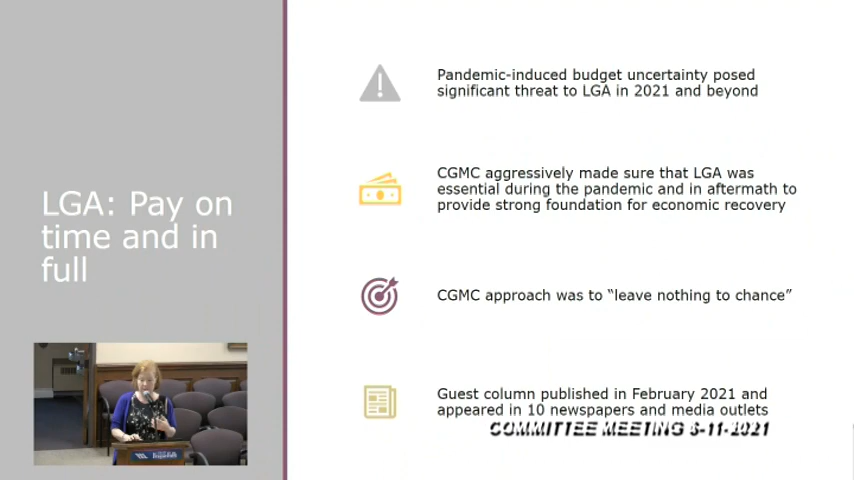 LGA: Pay on
time and in
full
Pandemic-induced budget uncertainty posed
significant threat to LGA in 2021 and beyond
CGMC aggressively made sure that LGA was
essential during the pandemic and in aftermath to
provide strong foundation for economic recovery
CGMC approach was to “leave nothing to chance”
Guest column published in February 2021 and
appeared in 10 newspapers and media outlets
COMMITTEE MEETING 8-11-2021